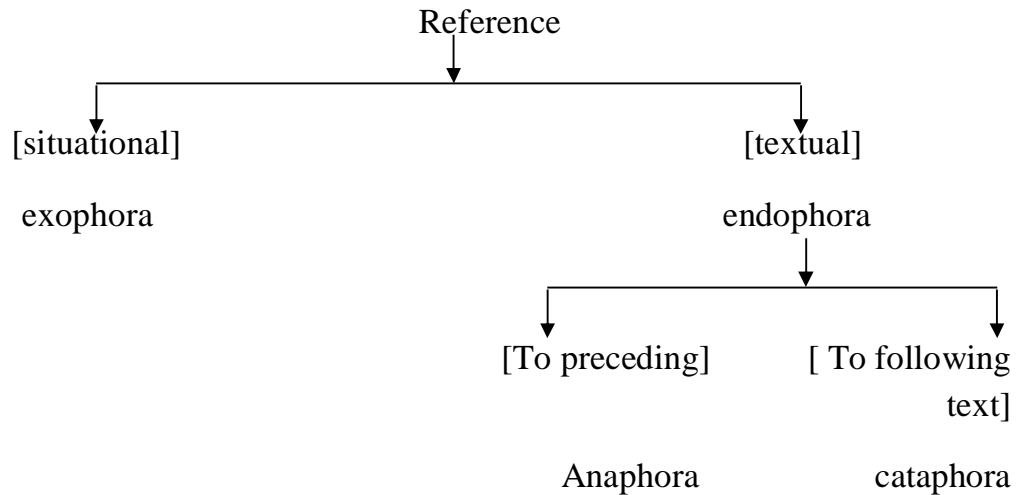 Reference
[situational] [textual]
exophora endophora
[To preceding] [ To following
text]
Anaphora cataphora